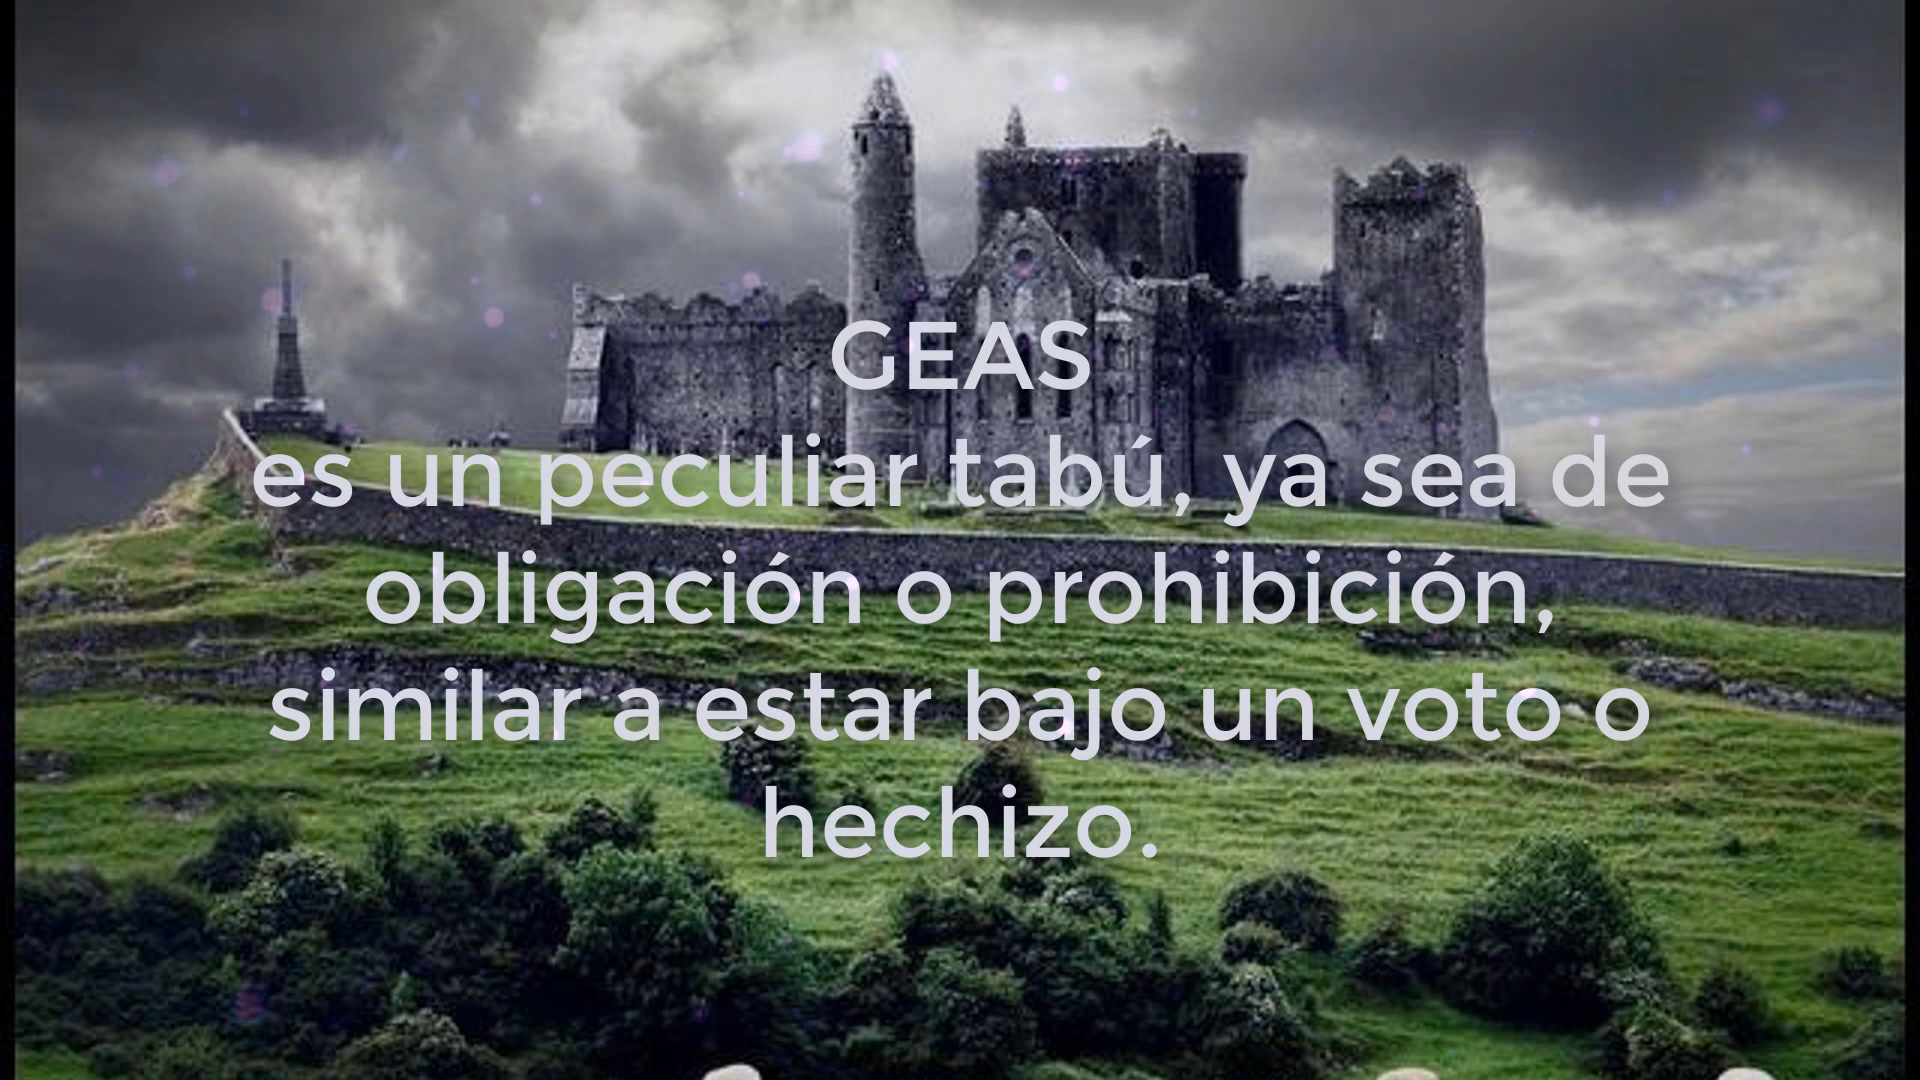 GEAS
es un peculiar tabú, ya sea de
obligación o prohibición,
similar a estar bajo un voto o
hechizo.